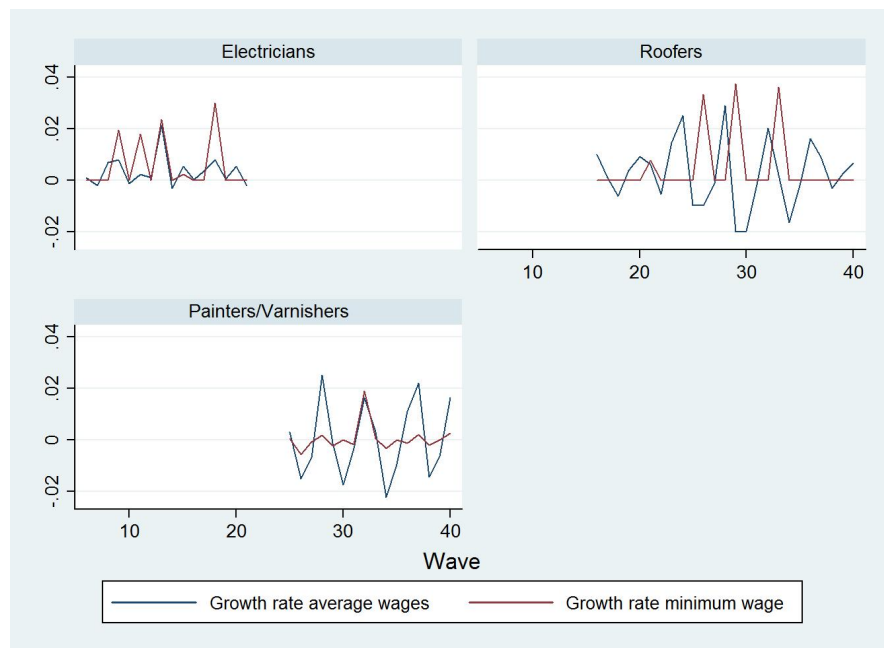 Electricians
Roofers
.04
.02
0
-.02
10
20
30
40
Painters/Varnishers
.04
.02
0
-.02
10
20
30
40
Wave
Growth rate average wages
Growth rate minimum wage